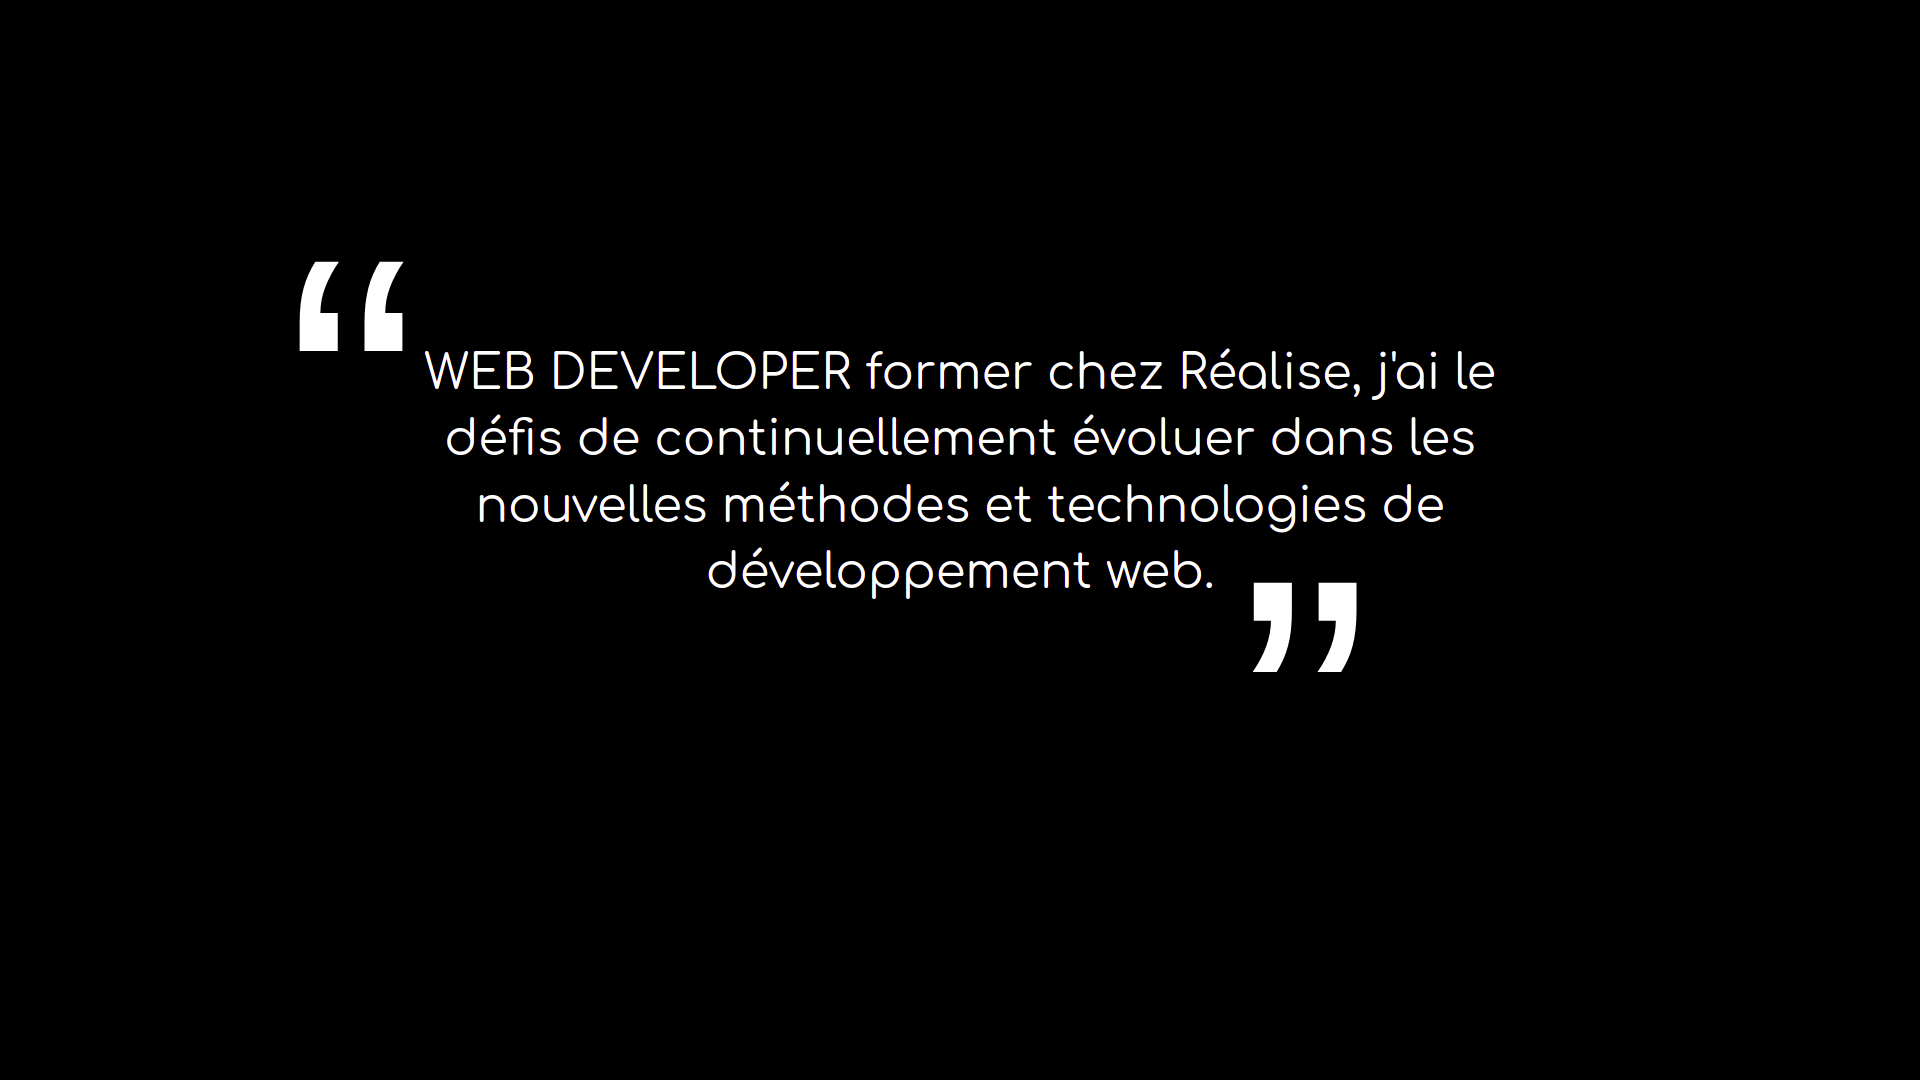 “
WEB DEVELOPER former chez Réalise, j'ai le
défis de continuellement évoluer dans les
nouvelles méthodes et technologies de
développement web.
”